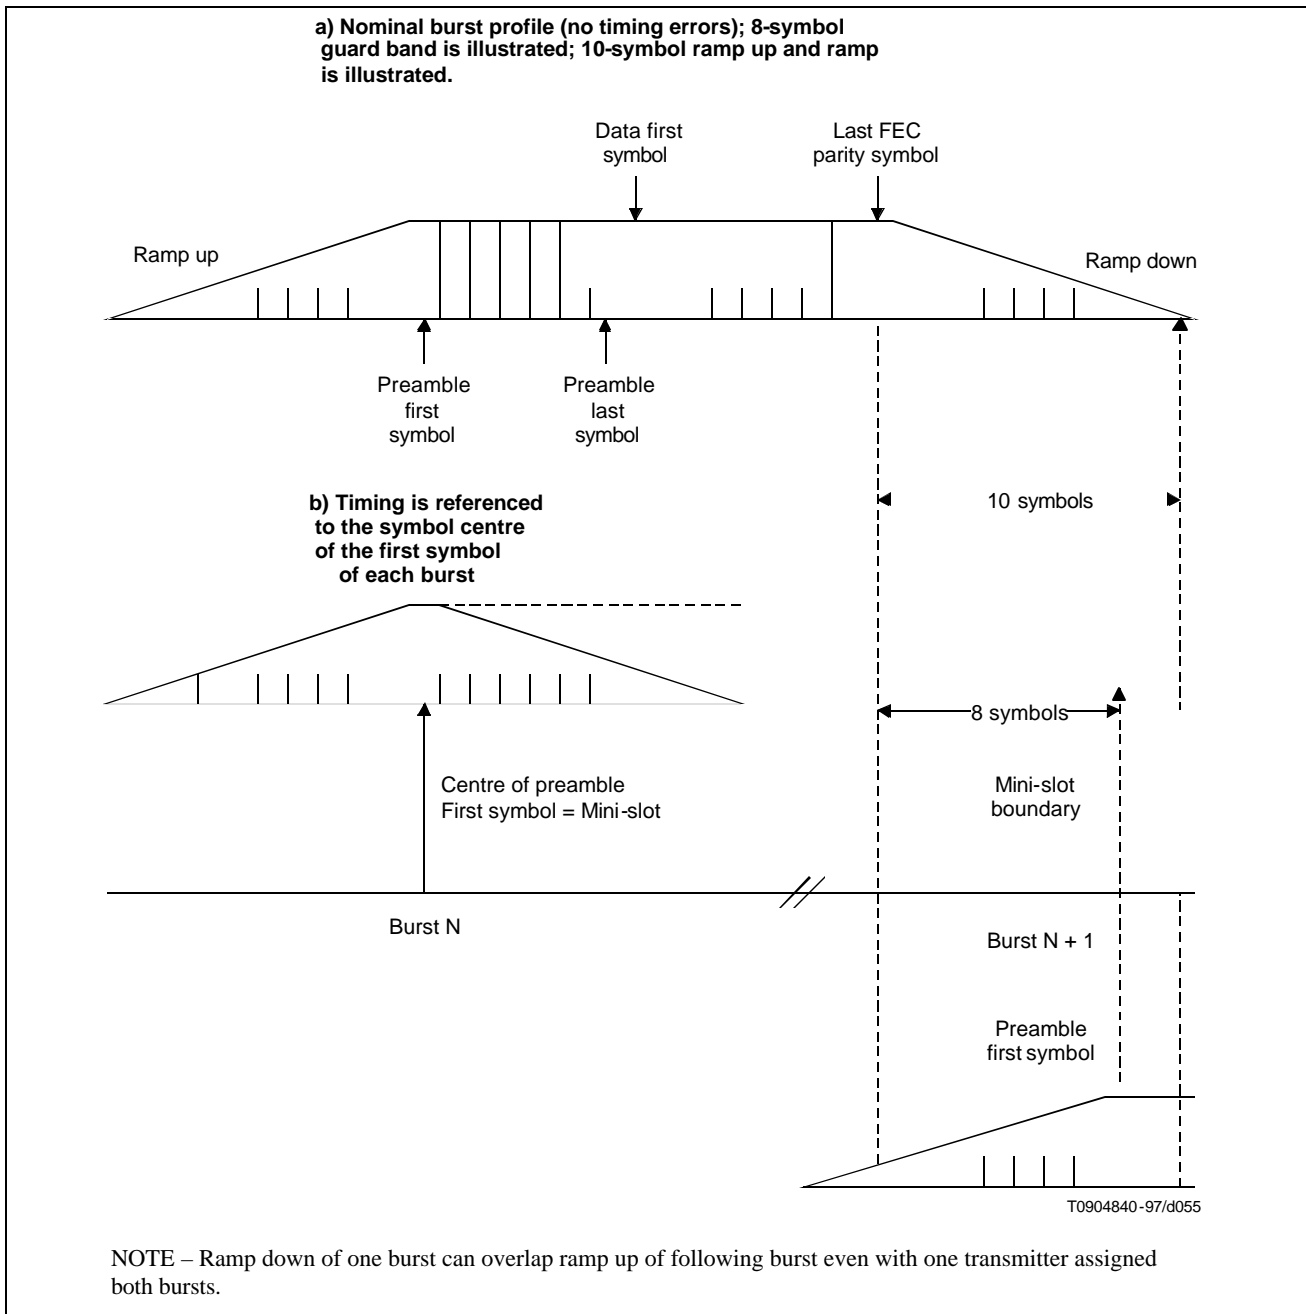 a) Nominal burst profile (no timing errors); 8-symbol
guard band is illustrated; 10-symbol ramp up and ramp
is illustrated.
Data first
symbol
Last FEC
parity symbol
Ramp up
Ramp down
Preamble
first
symbol
Preamble
last
symbol
b) Timing is referenced
to the symbol centre
of the first symbol
of each burst
10 symbols
8 symbols
Centre of preamble
First symbol = Mini-slot
Mini-slot
boundary
Burst N
Burst N + 1
Preamble
first symbol
T0904840-97/d055
NOTE – Ramp down of one burst can overlap ramp up of following burst even with one transmitter assigned
both bursts.